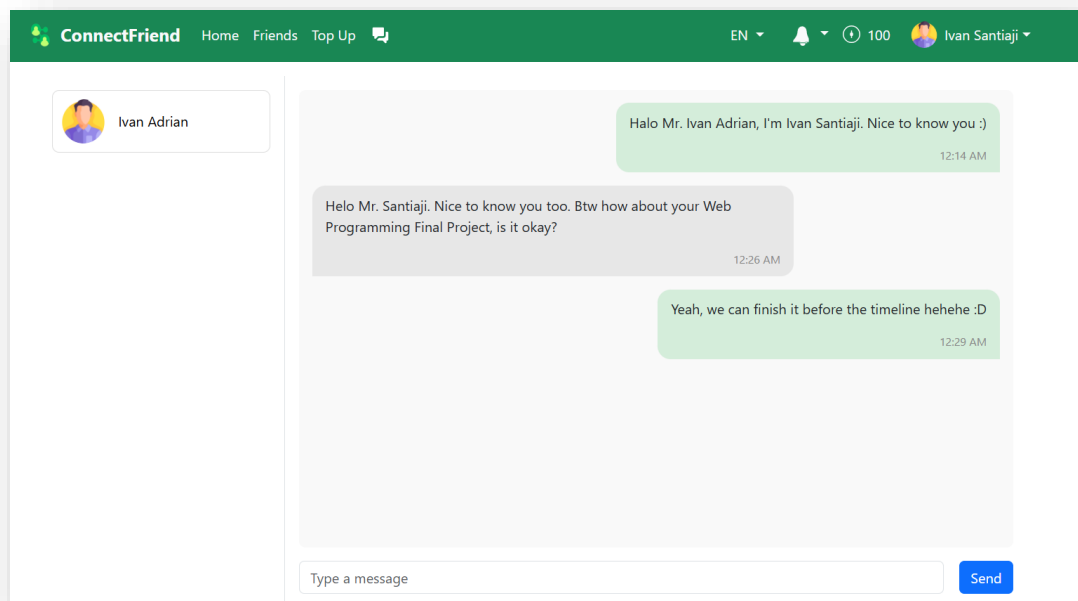 ConnectFriend Home Friends Top Up EN 100 Ivan Santiaji
Ivan Adrian
Halo Mr. Ivan Adrian, I'm Ivan Santiaji. Nice to know you :)
12:14 AM
Helo Mr. Santiaji. Nice to know you too. Btw how about your Web
Programming Final Project, is it okay?
12:26 AM
Yeah, we can finish it before the timeline hehehe :D
12:29 AM
Type a message Send